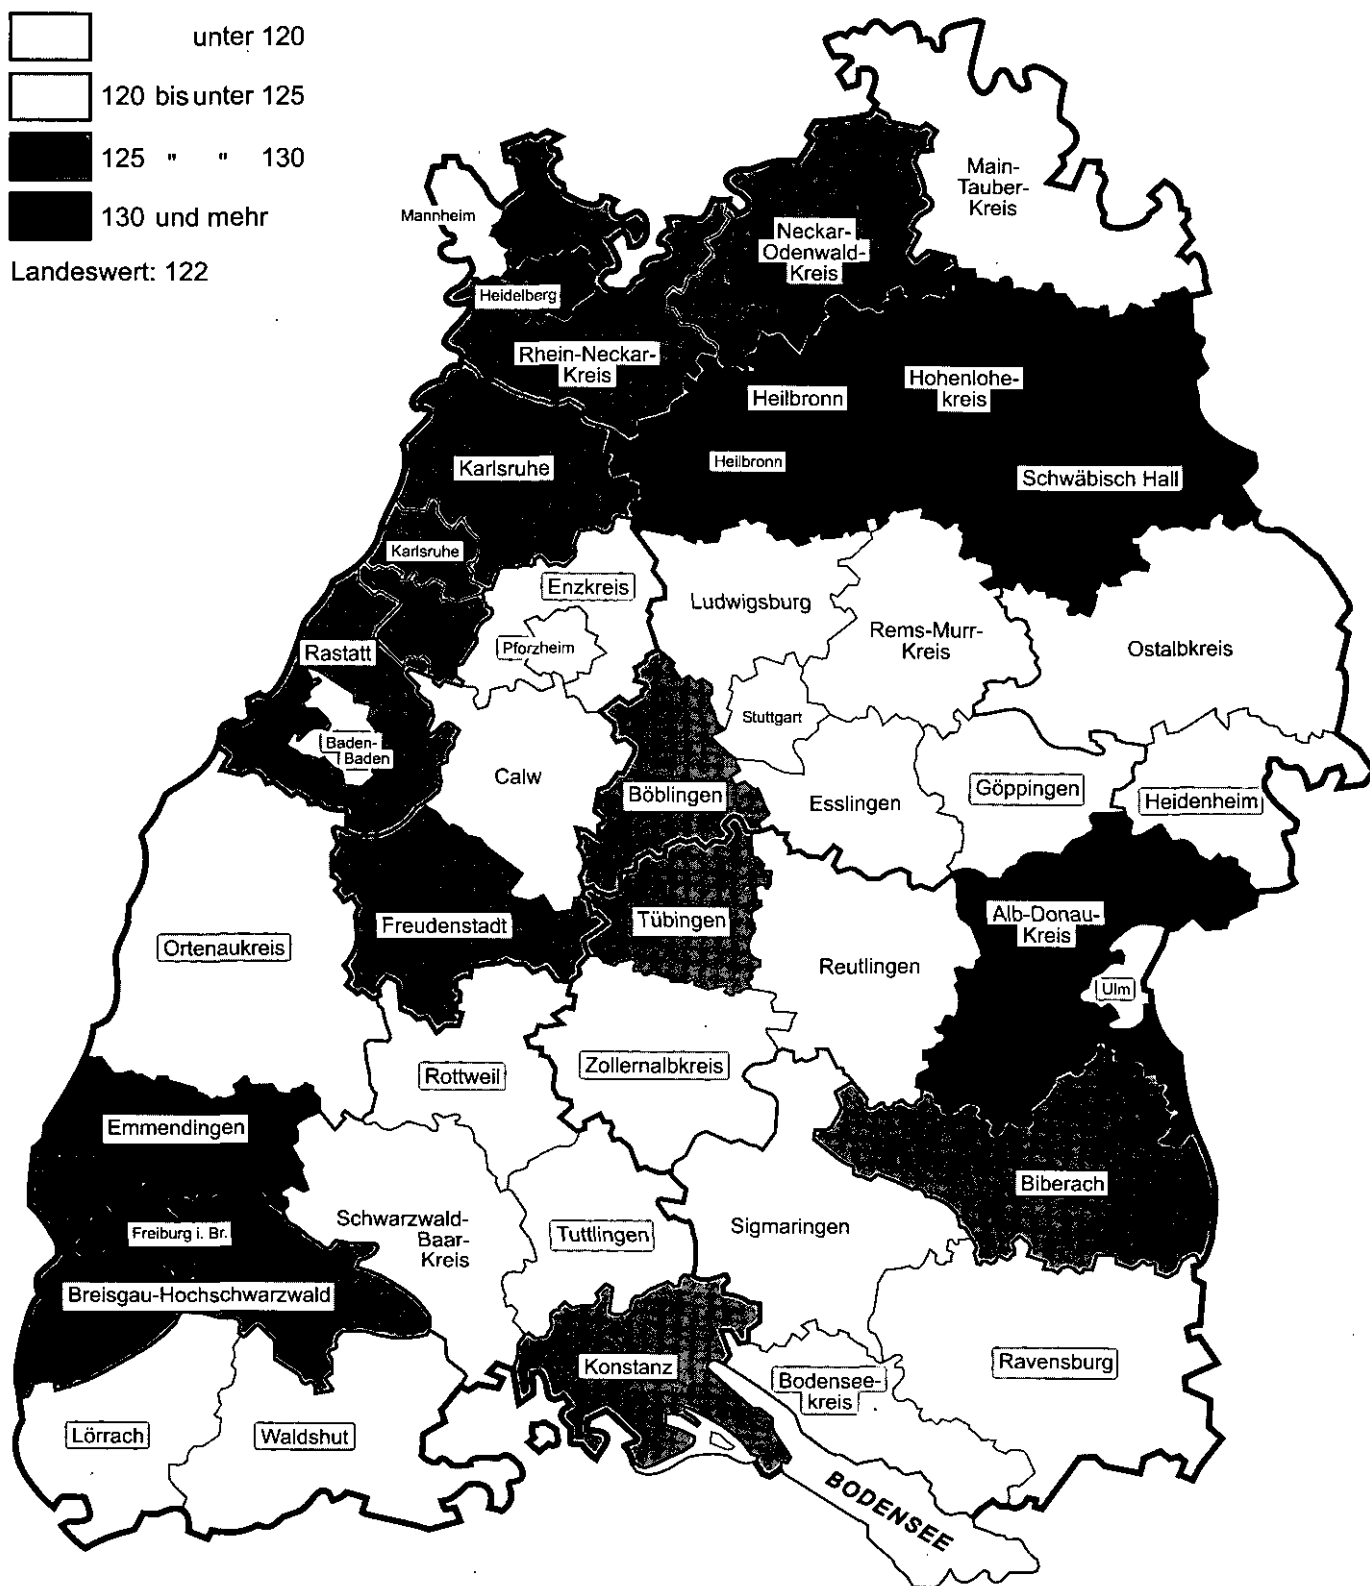 unter 120
120 bis unter 125
125 " " 130
130 und mehr
Landeswert: 122
Main-
Tauber-
Kreis
Mannheim
Neckar-
Odenwald-
Kreis
Heidelberg
Rhein-Neckar-
Kreis
Hohenlohe-
kreis
Heilbronn
Heilbronn
Karlsruhe
Schwäbisch Hall
Karlsruhe
Enzkreis
Ludwigsburg
Rems-Murr-
Kreis
Pforzheim
Rastatt
Ostalbkreis
Stuttgart
Baden-
Baden
Calw
Böblingen
Esslingen
Göppingen
Heidenheim
Freudenstadt
Tübingen
Alb-Donau-
Kreis
Ortenaukreis
Reutlingen
Ulm
Rottweil
Zollernalbkreis
Emmendingen
Biberach
Freiburg i. Br.
Schwarzwald-
Baar-
Kreis
Tuttlingen
Sigmaringen
Breisgau-Hochschwarzwald
Konstanz
Bodensee-
kreis
Ravensburg
Lörrach
Waldshut
BODENSEE